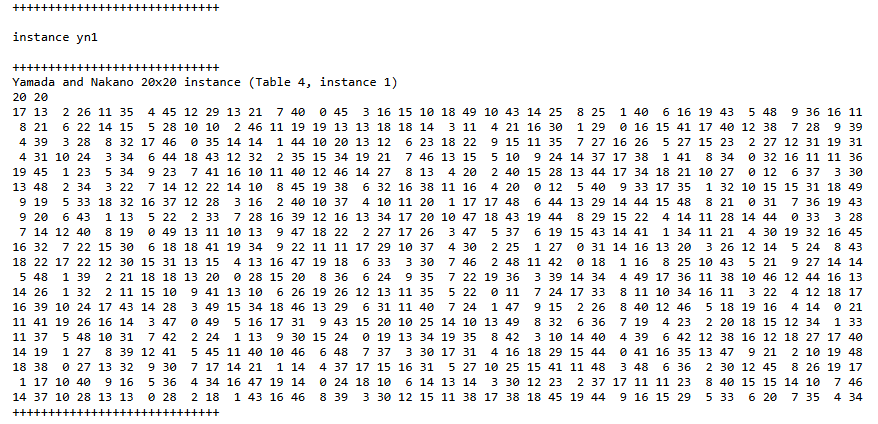 +++++++++++++++++++++++++++++
instance yn1
+++++++++++++++++++++++++++++
Yamada and Nakano 20x20 instance (Table 4, instance 1)
20 20
17 13  2 26 11 35  4 45 12 29 13 21  7 40  0 45  3 16 15 10 18 49 10 43 14 25  8 25  1 40  6 16 19 43  5 48  9 36 16 11
 8 21  6 22 14 15  5 28 10 10  2 46 11 19 19 13 13 18 18 14  3 11  4 21 16 30  1 29  0 16 15 41 17 40 12 38  7 28  9 39
 4 39  3 28  8 32 17 46  0 35 14 14  1 44 10 20 13 12  6 23 18 22  9 15 11 35  7 27 16 26  5 27 15 23  2 27 12 31 19 31
 4 31 10 24  3 34  6 44 18 43 12 32  2 35 15 34 19 21  7 46 13 15  5 10  9 24 14 37 17 38  1 41  8 34  0 32 16 11 11 36
19 45  1 23  5 34  9 23  7 41 16 10 11 40 12 46 14 27  8 13  4 20  2 40 15 28 13 44 17 34 18 21 10 27  0 12  6 37  3 30
13 48  2 34  3 22  7 14 12 22 14 10  8 45 19 38  6 32 16 38 11 16  4 20  0 12  5 40  9 33 17 35  1 32 10 15 15 31 18 49
 9 19  5 33 18 32 16 37 12 28  3 16  2 40 10 37  4 10 11 20  1 17 17 48  6 44 13 29 14 44 15 48  8 21  0 31  7 36 19 43
 9 20  6 43  1 13  5 22  2 33  7 28 16 39 12 16 13 34 17 20 10 47 18 43 19 44  8 29 15 22  4 14 11 28 14 44  0 33  3 28
 7 14 12 40  8 19  0 49 13 11 10 13  9 47 18 22  2 27 17 26  3 47  5 37  6 19 15 43 14 41  1 34 11 21  4 30 19 32 16 45
16 32  7 22 15 30  6 18 18 41 19 34  9 22 11 11 17 29 10 37  4 30  2 25  1 27  0 31 14 16 13 20  3 26 12 14  5 24  8 43
18 22 17 22 12 30 15 31 13 15  4 13 16 47 19 18  6 33  3 30  7 46  2 48 11 42  0 18  1 16  8 25 10 43  5 21  9 27 14 14
 5 48  1 39  2 21 18 18 13 20  0 28 15 20  8 36  6 24  9 35  7 22 19 36  3 39 14 34  4 49 17 36 11 38 10 46 12 44 16 13
14 26  1 32  2 11 15 10  9 41 13 10  6 26 19 26 12 13 11 35  5 22  0 11  7 24 17 33  8 11 10 34 16 11  3 22  4 12 18 17
16 39 10 24 17 43 14 28  3 49 15 34 18 46 13 29  6 31 11 40  7 24  1 47  9 15  2 26  8 40 12 46  5 18 19 16  4 14  0 21
11 41 19 26 16 14  3 47  0 49  5 16 17 31  9 43 15 20 10 25 14 10 13 49  8 32  6 36  7 19  4 23  2 20 18 15 12 34  1 33
11 37  5 48 10 31  7 42  2 24  1 13  9 30 15 24  0 19 13 34 19 35  8 42  3 10 14 40  4 39  6 42 12 38 16 12 18 27 17 40
14 19  1 27  8 39 12 41  5 45 11 40 10 46  6 48  7 37  3 30 17 31  4 16 18 29 15 44  0 41 16 35 13 47  9 21  2 10 19 48
18 38  0 27 13 32  9 30  7 17 14 21  1 14  4 37 17 15 16 31  5 27 10 25 15 41 11 48  3 48  6 36  2 30 12 45  8 26 19 17
 1 17 10 40  9 16  5 36  4 34 16 47 19 14  0 24 18 10  6 14 13 14  3 30 12 23  2 37 17 11 11 23  8 40 15 15 14 10  7 46
14 37 10 28 13 13  0 28  2 18  1 43 16 46  8 39  3 30 12 15 11 38 17 38 18 45 19 44  9 16 15 29  5 33  6 20  7 35  4 34
+++++++++++++++++++++++++++++